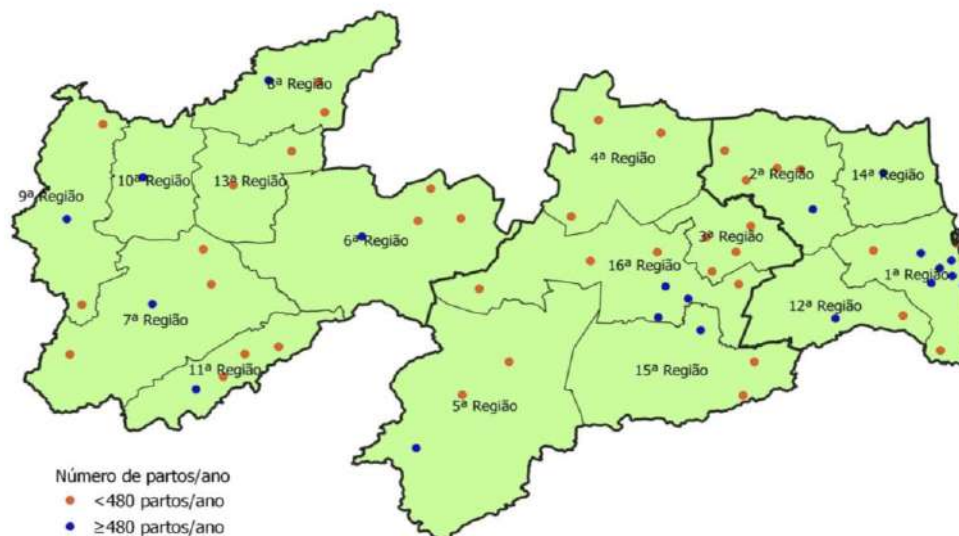 8ª Região
4ª Região
2ª Região
14ª Região
9ª Região
10ª Região
13ª Região
6ª Região
3ª Região
16ª Região
1ª Região
7ª Região
12ª Região
11ª Região
15ª Região
5ª Região
Número de partos/ano
<480 partos/ano
≥480 partos/ano